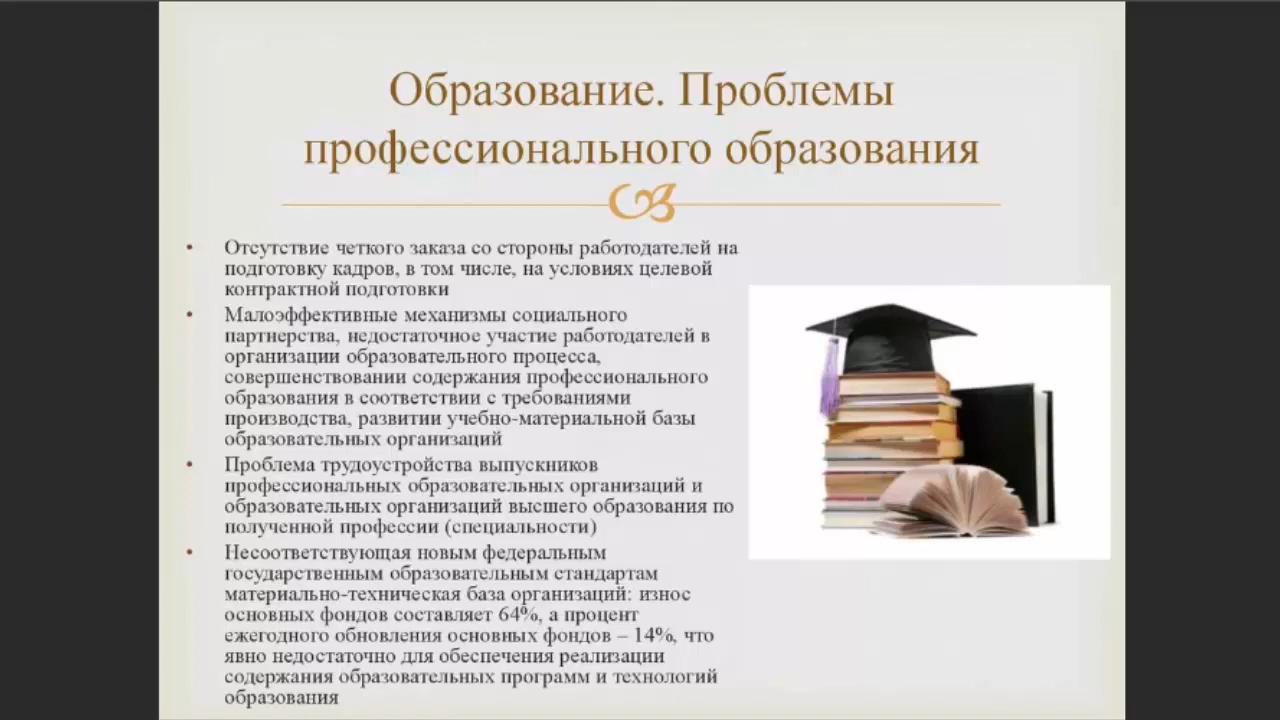 Образование. Проблемы
профессионального образования
• Отсутствие четкого заказа со стороны работодателей на
подготовку кадров, в том числе, на условиях целевой
контрактной подготовки
• Малоэффективные механизмы социального
партнерства, недостаточное участие работодателей в
организации образовательного процесса,
совершенствовании содержания профессионального
образования в соответствии с требованиями
производства, развитии учебно-материальной базы
образовательных организаций
• Проблема трудоустройства выпускников
профессиональных образовательных организаций и
образовательных организаций высшего образования по
полученной профессии (специальности)
• Несоответствующая новым федеральным
государственным образовательным стандартам
материально-техническая база организаций: износ
основных фондов составляет 64%, а процент
ежегодного обновления основных фондов – 14%, что
явно недостаточно для обеспечения реализации
содержания образовательных программ и технологий
образования